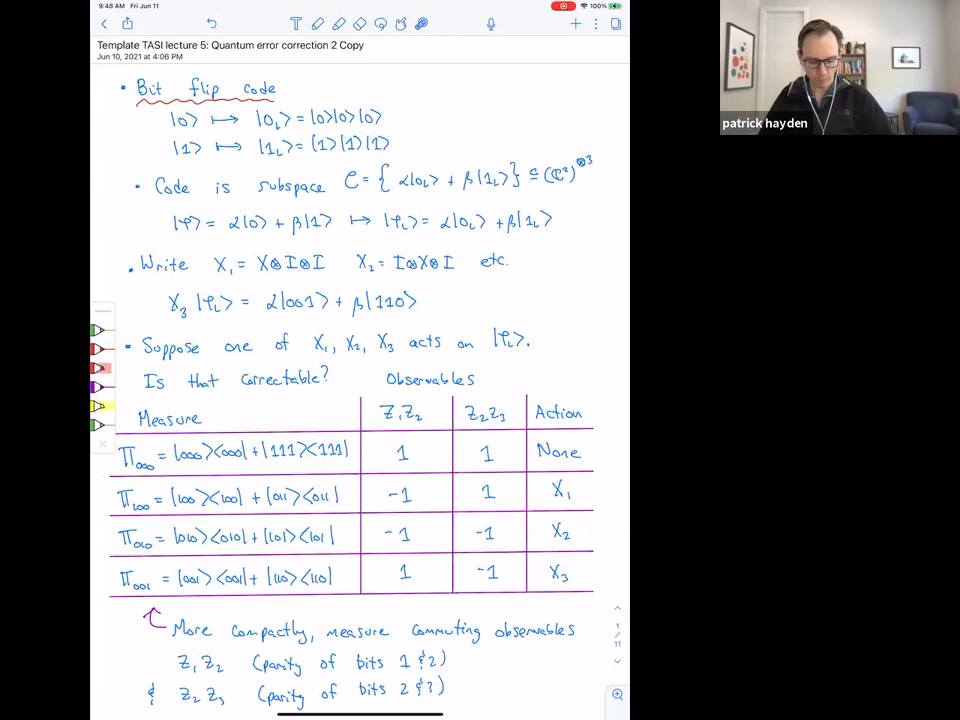 9:48 AM Fri Jun 11
100%
Template TASI lecture 5: Quantum error correction 2 Copy
Jun 10, 2021 at 4:06 PM
patrick hayden
• Bit flip code
|0> ↦ |0_L> = |0>|0>|0>
|1> ↦ |1_L> = |1>|1>|1>
• Code is subspace C = { α|0_L> + β|1_L> } ⊆ (ℂ²)^⊗3
|φ> = α|0> + β|1> ↦ |φ_L> = α|0_L> + β|1_L>
• Write X₁ = X⊗I⊗I X₂ = I⊗X⊗I etc.
X₃ |φ_L> = α|001> + β|110>
• Suppose one of X₁, X₂, X₃ acts on |φ_L>.
Is that correctable? Observables
Measure Z₁Z₂ Z₂Z₃ Action
Π₀₀₀ = |000><000| + |111><111| 1 1 None
Π₁₀₀ = |100><100| + |011><011| -1 1 X₁
Π₀₁₀ = |010><010| + |101><101| -1 -1 X₂
Π₀₀₁ = |001><001| + |110><110| 1 -1 X₃
More compactly, measure commuting observables
Z₁Z₂ (parity of bits 1 & 2)
& Z₂Z₃ (parity of bits 2 & 3)
1
/
11